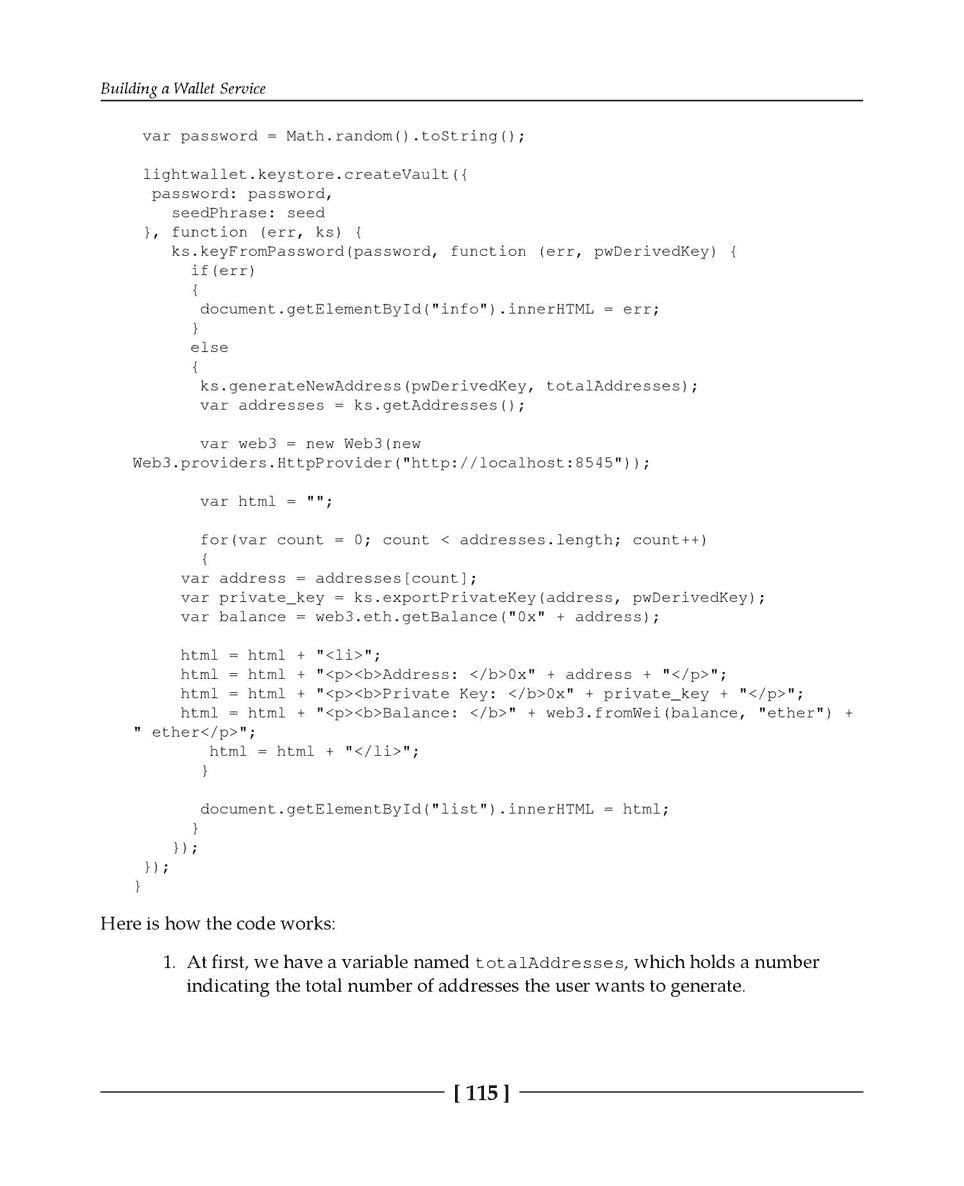 Building a Wallet Service
var password = Math.random().toString();
lightwallet.keystore.createVault({
password: password,
seedPhrase: seed
}, function (err, ks) {
ks.keyFromPassword(password, function (err, pwDerivedKey) {
if(err)
{
document.getElementById("info").innerHTML = err;
}
else
{
ks.generateNewAddress(pwDerivedKey, totalAddresses);
var addresses = ks.getAddresses();
var web3 = new Web3(new
Web3.providers.HttpProvider("http://localhost:8545"));
var html = "";
for(var count = 0; count < addresses.length; count++)
{
var address = addresses[count];
var private_key = ks.exportPrivateKey(address, pwDerivedKey);
var balance = web3.eth.getBalance("0x" + address);
html = html + "<li>";
html = html + "<p><b>Address: </b>0x" + address + "</p>";
html = html + "<p><b>Private Key: </b>0x" + private_key + "</p>";
html = html + "<p><b>Balance: </b>" + web3.fromWei(balance, "ether") +
" ether</p>";
html = html + "</li>";
}
document.getElementById("list").innerHTML = html;
}
});
});
}
Here is how the code works:
1. At first, we have a variable named totalAddresses, which holds a number
indicating the total number of addresses the user wants to generate.
[ 115 ]